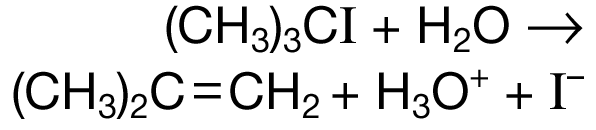 (CH₃)₃CI + H₂O →
(CH₃)₂C=CH₂ + H₃O⁺ + I⁻